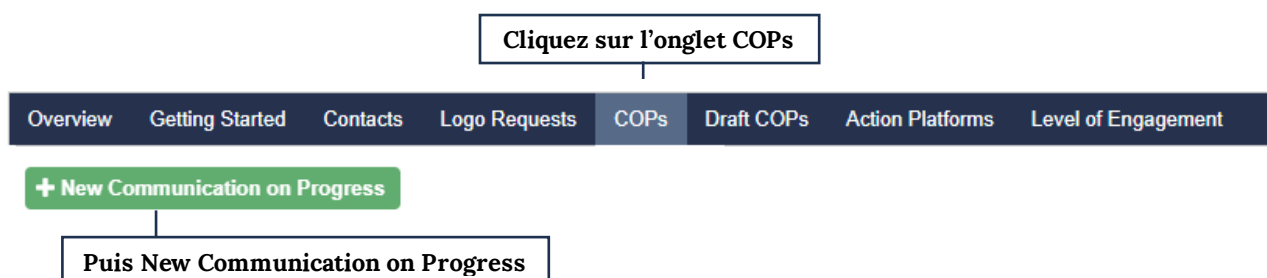 Cliquez sur l’onglet COPs
Overview Getting Started Contacts Logo Requests COPs Draft COPs Action Platforms Level of Engagement
+ New Communication on Progress
Puis New Communication on Progress